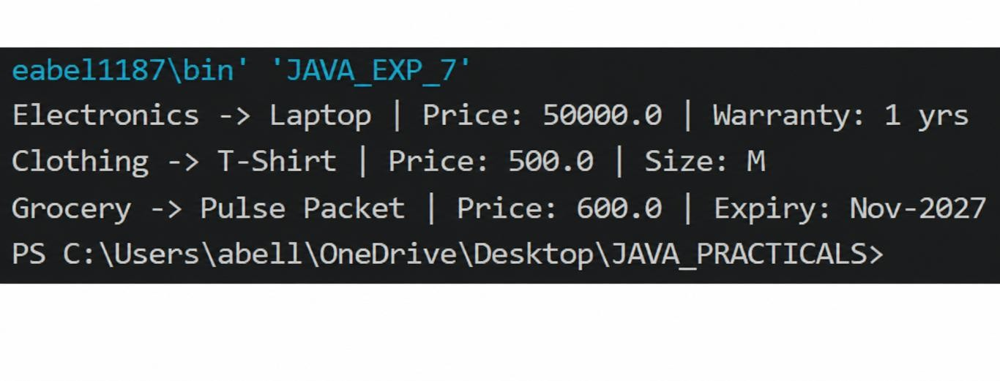 eabel1187\bin' 'JAVA_EXP_7'
Electronics -> Laptop | Price: 50000.0 | Warranty: 1 yrs
Clothing -> T-Shirt | Price: 500.0 | Size: M
Grocery -> Pulse Packet | Price: 600.0 | Expiry: Nov-2027
PS C:\Users\abell\OneDrive\Desktop\JAVA_PRACTICALS>